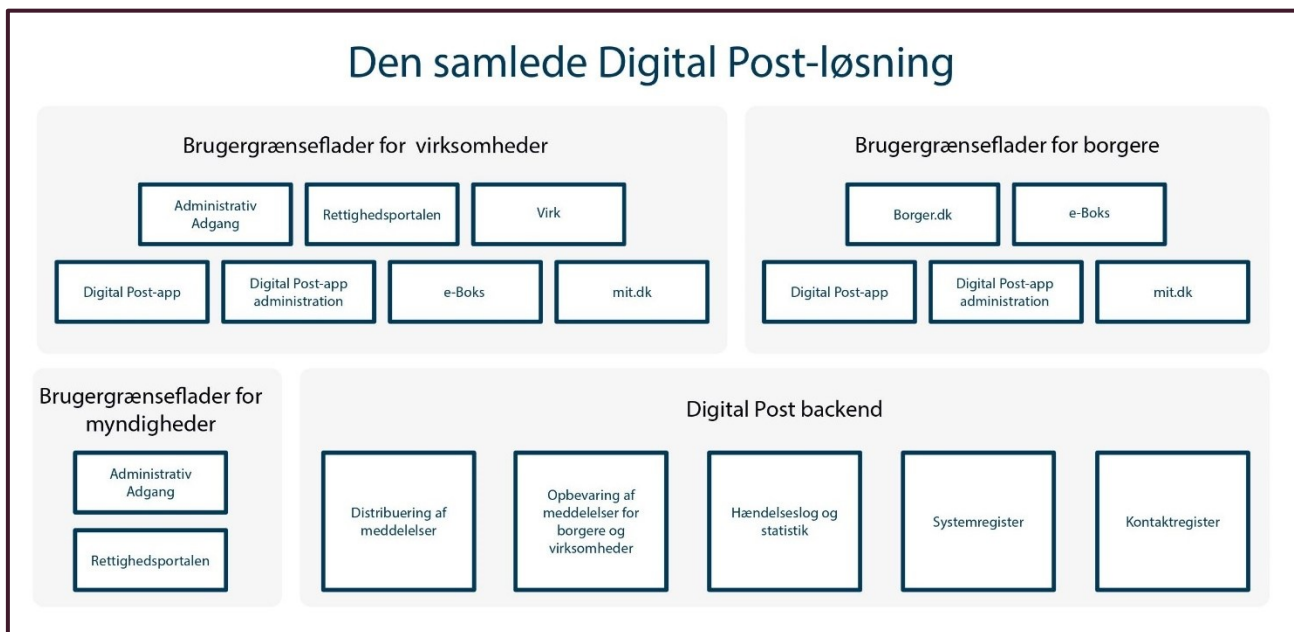 Den samlede Digital Post-løsning
Brugergrænseflader for virksomheder
Administrativ
Adgang
Rettighedsportalen
Virk
Digital Post-app
Digital Post-app
administration
e-Boks
mit.dk
Brugergrænseflader for borgere
Borger.dk
e-Boks
Digital Post-app
Digital Post-app
administration
mit.dk
Brugergrænseflader for
myndigheder
Administrativ
Adgang
Rettighedsportalen
Digital Post backend
Distribuering af
meddelelser
Opbevaring af
meddelelser for
borgere og
virksomheder
Hændelseslog og
statistik
Systemregister
Kontaktregister